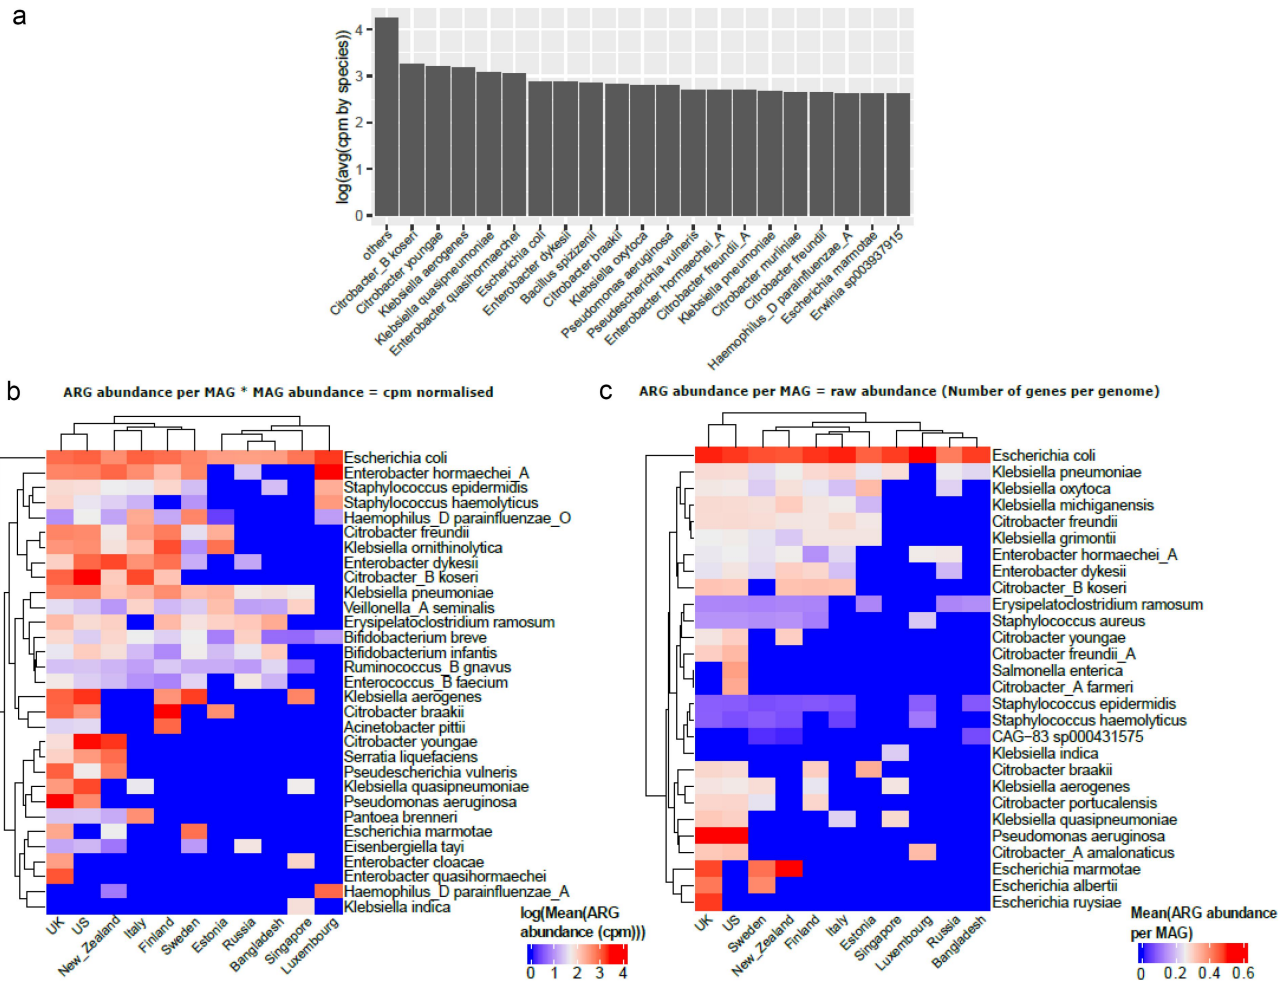 a
log(avg(cpm by species))
4
3
2
1
0
others
Citrobacter_B koseri
Citrobacter youngae
Klebsiella aerogenes
Klebsiella quasipneumoniae
Enterobacter quasihormaechei
Escherichia coli
Enterobacter dykesii
Bacillus spizizenii
Citrobacter braakii
Klebsiella oxytoca
Pseudomonas aeruginosa
Pseudescherichia vulneris
Enterobacter hormaechei_A
Citrobacter freundii_A
Klebsiella pneumoniae
Citrobacter murliniae
Citrobacter freundii
Haemophilus_D parainfluenzae_A
Escherichia marmotae
Erwinia sp003937915
b
ARG abundance per MAG * MAG abundance = cpm normalised
Escherichia coli
Enterobacter hormaechei_A
Staphylococcus epidermidis
Staphylococcus haemolyticus
Haemophilus_D parainfluenzae_O
Citrobacter freundii
Klebsiella ornithinolytica
Enterobacter dykesii
Citrobacter_B koseri
Klebsiella pneumoniae
Veillonella_A seminalis
Erysipelatoclostridium ramosum
Bifidobacterium breve
Bifidobacterium infantis
Ruminococcus_B gnavus
Enterococcus_B faecium
Klebsiella aerogenes
Citrobacter braakii
Acinetobacter pittii
Citrobacter youngae
Serratia liquefaciens
Pseudescherichia vulneris
Klebsiella quasipneumoniae
Pseudomonas aeruginosa
Pantoea brenneri
Escherichia marmotae
Eisenbergiella tayi
Enterobacter cloacae
Enterobacter quasihormaechei
Haemophilus_D parainfluenzae_A
Klebsiella indica
UK
US
New_Zealand
Italy
Finland
Sweden
Estonia
Russia
Bangladesh
Singapore
Luxembourg
log(Mean(ARG
abundance (cpm)))
0 1 2 3 4
c
ARG abundance per MAG = raw abundance (Number of genes per genome)
Escherichia coli
Klebsiella pneumoniae
Klebsiella oxytoca
Klebsiella michiganensis
Citrobacter freundii
Klebsiella grimontii
Enterobacter hormaechei_A
Enterobacter dykesii
Citrobacter_B koseri
Erysipelatoclostridium ramosum
Staphylococcus aureus
Citrobacter youngae
Citrobacter freundii_A
Salmonella enterica
Citrobacter_A farmeri
Staphylococcus epidermidis
Staphylococcus haemolyticus
CAG−83 sp000431575
Klebsiella indica
Citrobacter braakii
Klebsiella aerogenes
Citrobacter portucalensis
Klebsiella quasipneumoniae
Pseudomonas aeruginosa
Citrobacter_A amalonaticus
Escherichia marmotae
Escherichia albertii
Escherichia ruysiae
UK
US
Sweden
New_Zealand
Finland
Italy
Estonia
Singapore
Luxembourg
Russia
Bangladesh
Mean(ARG abundance
per MAG)
0 0.2 0.4 0.6